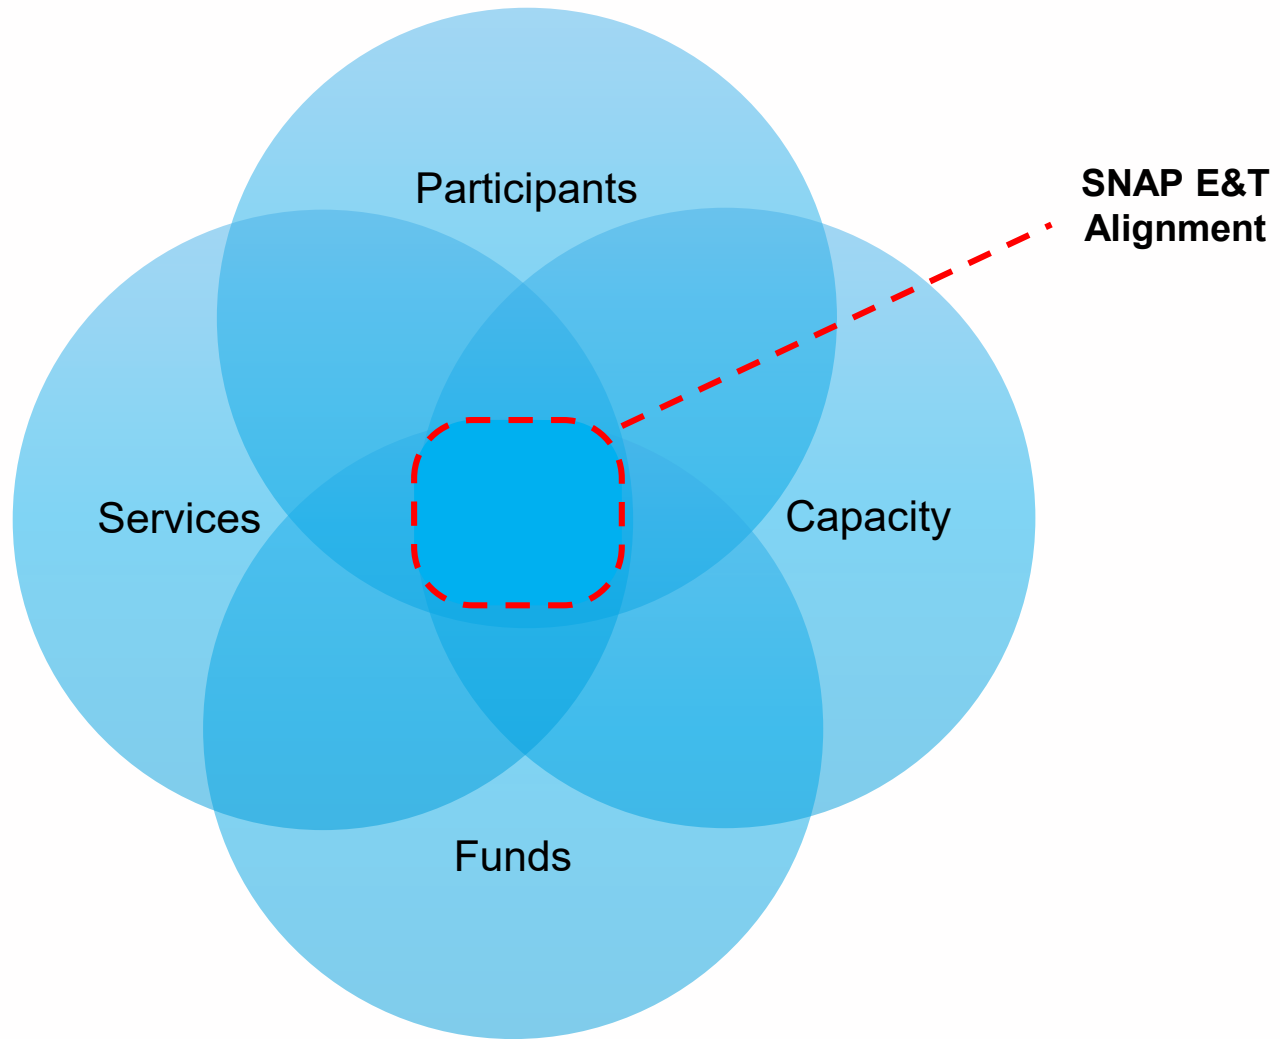 Participants
SNAP E&T
Alignment
Services
Capacity
Funds